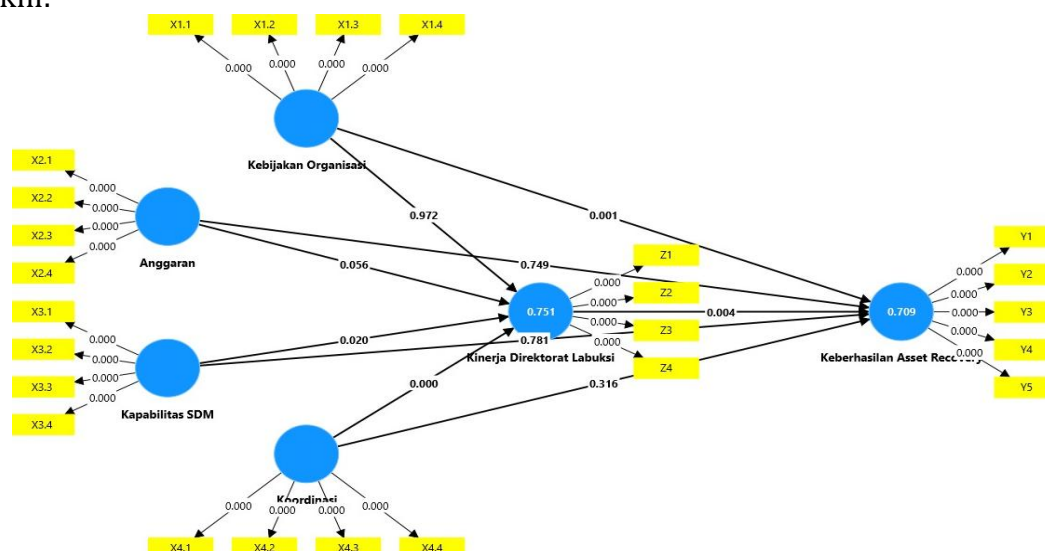 X1.1 X1.2 X1.3 X1.4
0.000 0.000 0.000 0.000
Kebijakan Organisasi
X2.1
X2.2
X2.3
X2.4
0.000
0.000
0.000
0.000
Anggaran
X3.1
X3.2
X3.3
X3.4
0.000
0.000
0.000
0.000
Kapabilitas SDM
0.972
0.001
0.056
0.749
0.020
0.781
0.004
0.000
0.316
Z1
Z2
Z3
Z4
0.000
0.000
0.000
0.000
0.751
Kinerja Direktorat Labuksi
0.709
Keberhasilan Asset Recovery
Y1
Y2
Y3
Y4
Y5
0.000
0.000
0.000
0.000
0.000
Koordinasi
0.000 0.000 0.000 0.000
X4.1 X4.2 X4.3 X4.4